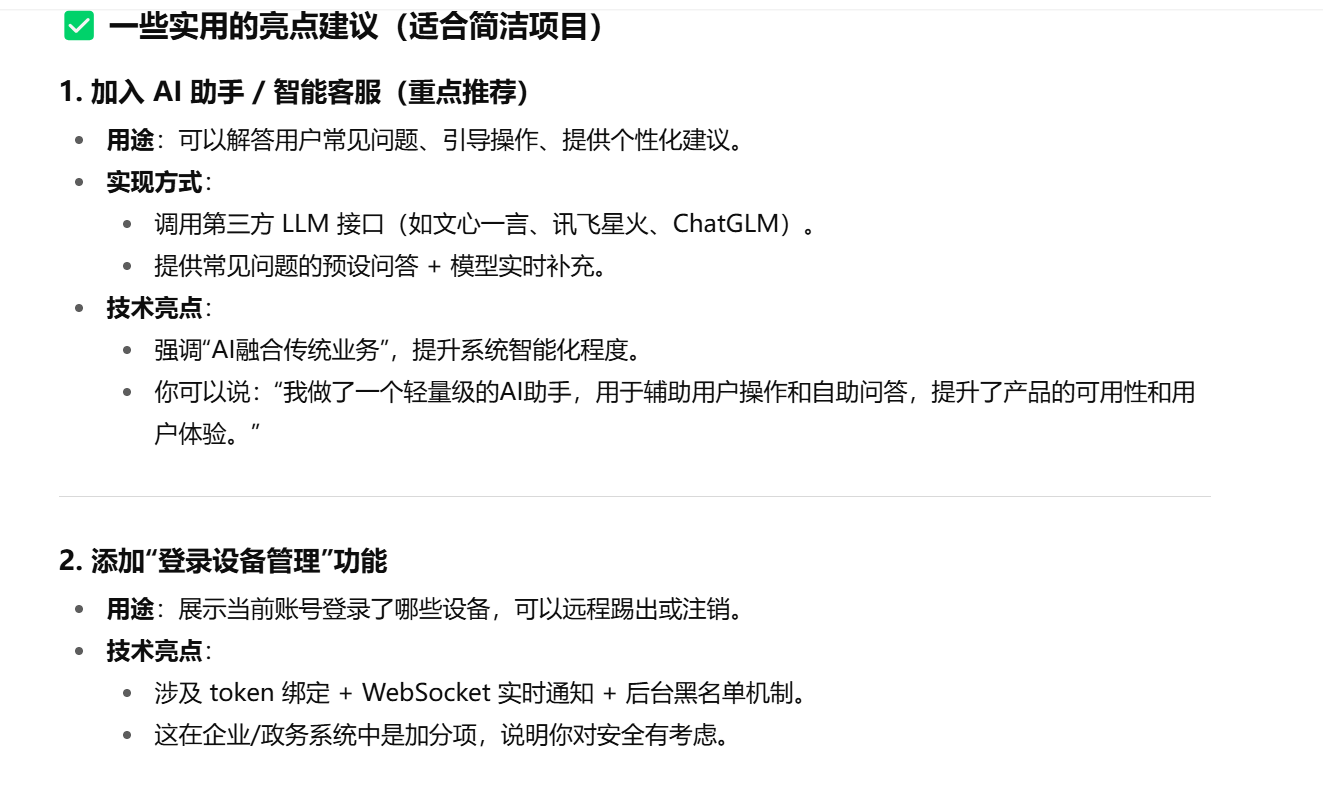 ✅ 一些实用的亮点建议（适合简洁项目）
1. 加入 AI 助手 / 智能客服（重点推荐）
• 用途：可以解答用户常见问题、引导操作、提供个性化建议。
• 实现方式：
• 调用第三方 LLM 接口（如文心一言、讯飞星火、ChatGLM）。
• 提供常见问题的预设问答 + 模型实时补充。
• 技术亮点：
• 强调“AI融合传统业务”，提升系统智能化程度。
• 你可以说：“我做了一个轻量级的AI助手，用于辅助用户操作和自助问答，提升了产品的可用性和用
户体验。”
2. 添加“登录设备管理”功能
• 用途：展示当前账号登录了哪些设备，可以远程踢出或注销。
• 技术亮点：
• 涉及 token 绑定 + WebSocket 实时通知 + 后台黑名单机制。
• 这在企业/政务系统中是加分项，说明你对安全有考虑。